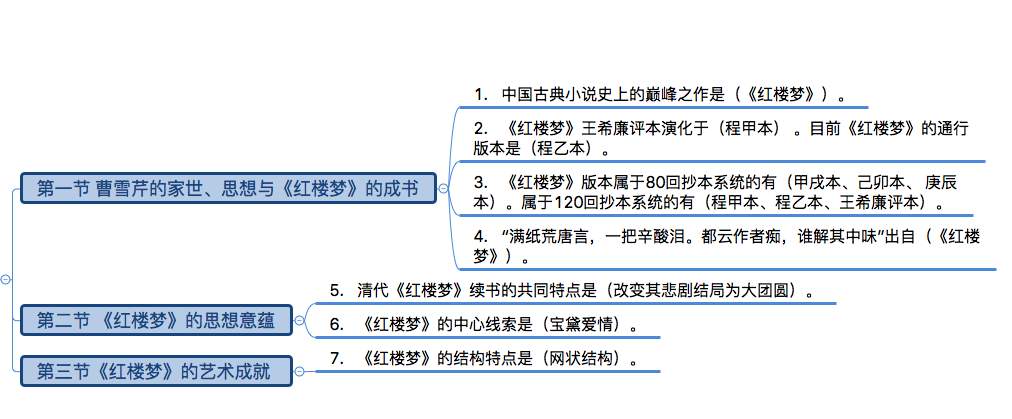 第一节 曹雪芹的家世、思想与《红楼梦》的成书
1. 中国古典小说史上的巅峰之作是（《红楼梦》）。
2. 《红楼梦》王希廉评本演化于（程甲本） 。目前《红楼梦》的通行
版本是（程乙本）。
3. 《红楼梦》版本属于80回抄本系统的有（甲戌本、己卯本、 庚辰
本）。属于120回抄本系统的有（程甲本、程乙本、王希廉评本）。
4. “满纸荒唐言，一把辛酸泪。都云作者痴，谁解其中味”出自（《红楼
梦》）。
第二节 《红楼梦》的思想意蕴
5. 清代《红楼梦》续书的共同特点是（改变其悲剧结局为大团圆）。
6. 《红楼梦》的中心线索是（宝黛爱情）。
第三节《红楼梦》的艺术成就
7. 《红楼梦》的结构特点是（网状结构）。